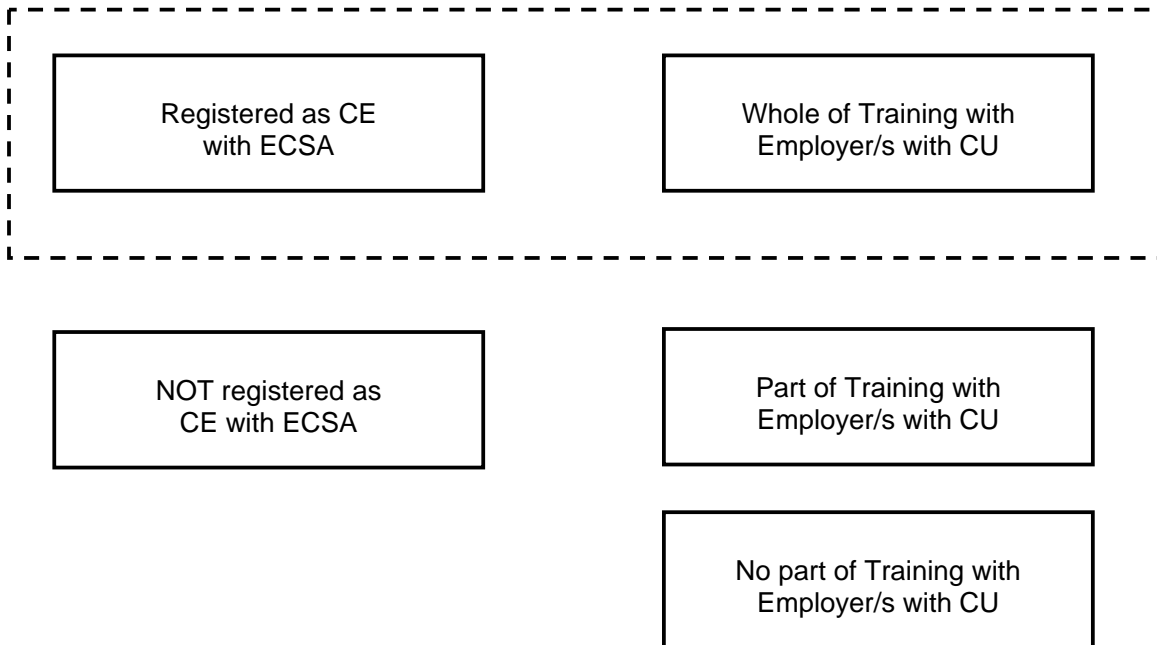 Registered as CE
with ECSA
Whole of Training with
Employer/s with CU
NOT registered as
CE with ECSA
Part of Training with
Employer/s with CU
No part of Training with
Employer/s with CU